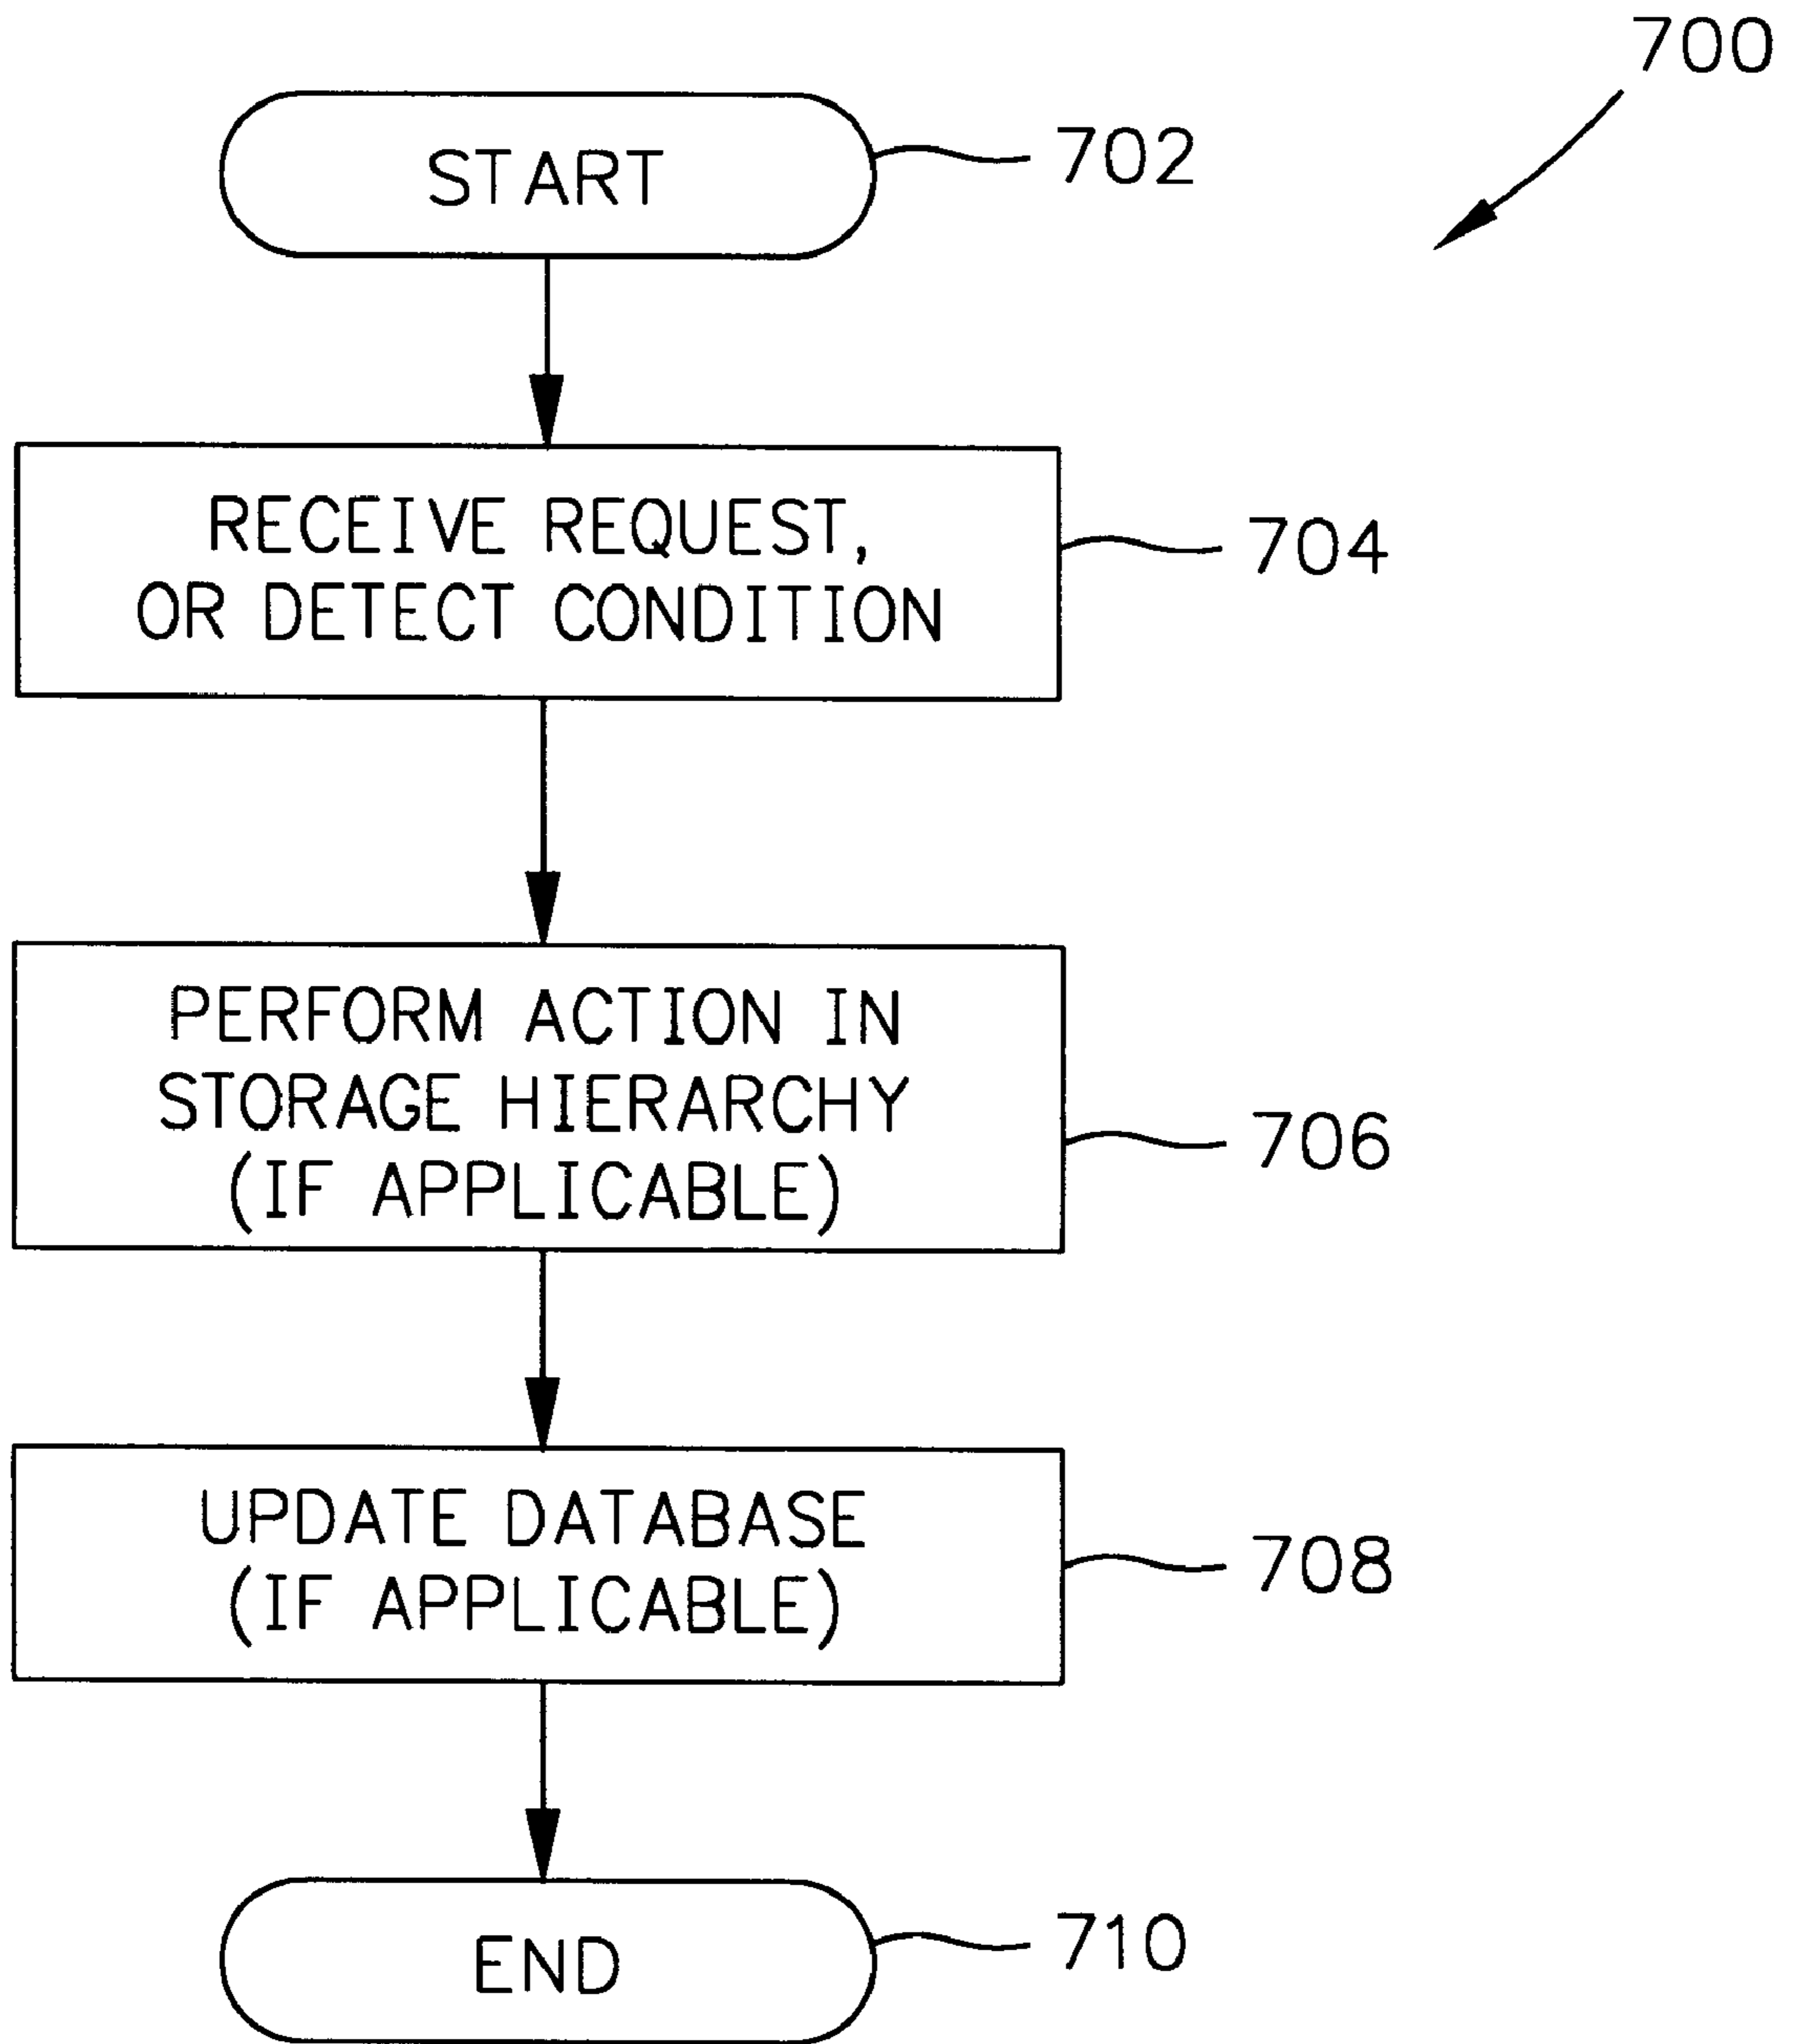 700
START
702
RECEIVE REQUEST,
OR DETECT CONDITION
704
PERFORM ACTION IN
STORAGE HIERARCHY
(IF APPLICABLE)
706
UPDATE DATABASE
(IF APPLICABLE)
708
END
710